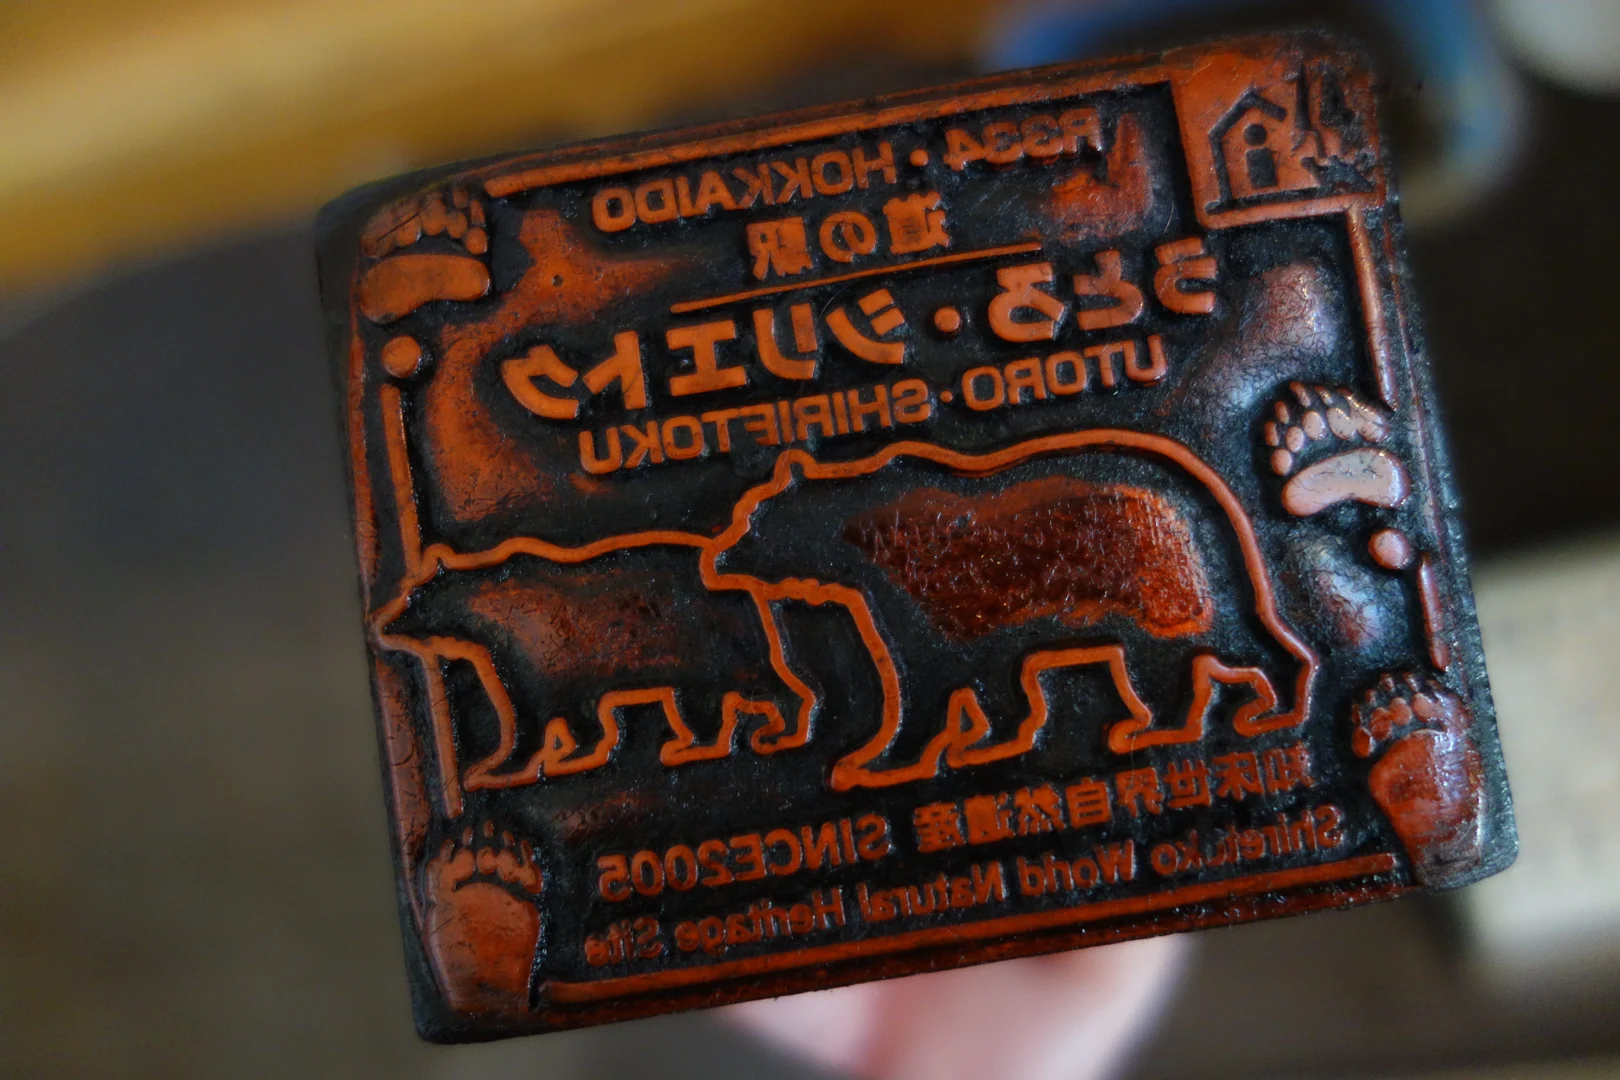 R334・HOKKAIDO
道の駅
うとろ・シリエトク
UTORO・SHIRIETOKU
知床世界自然遺産 SINCE2005
Shiretoko World Natural Heritage Site